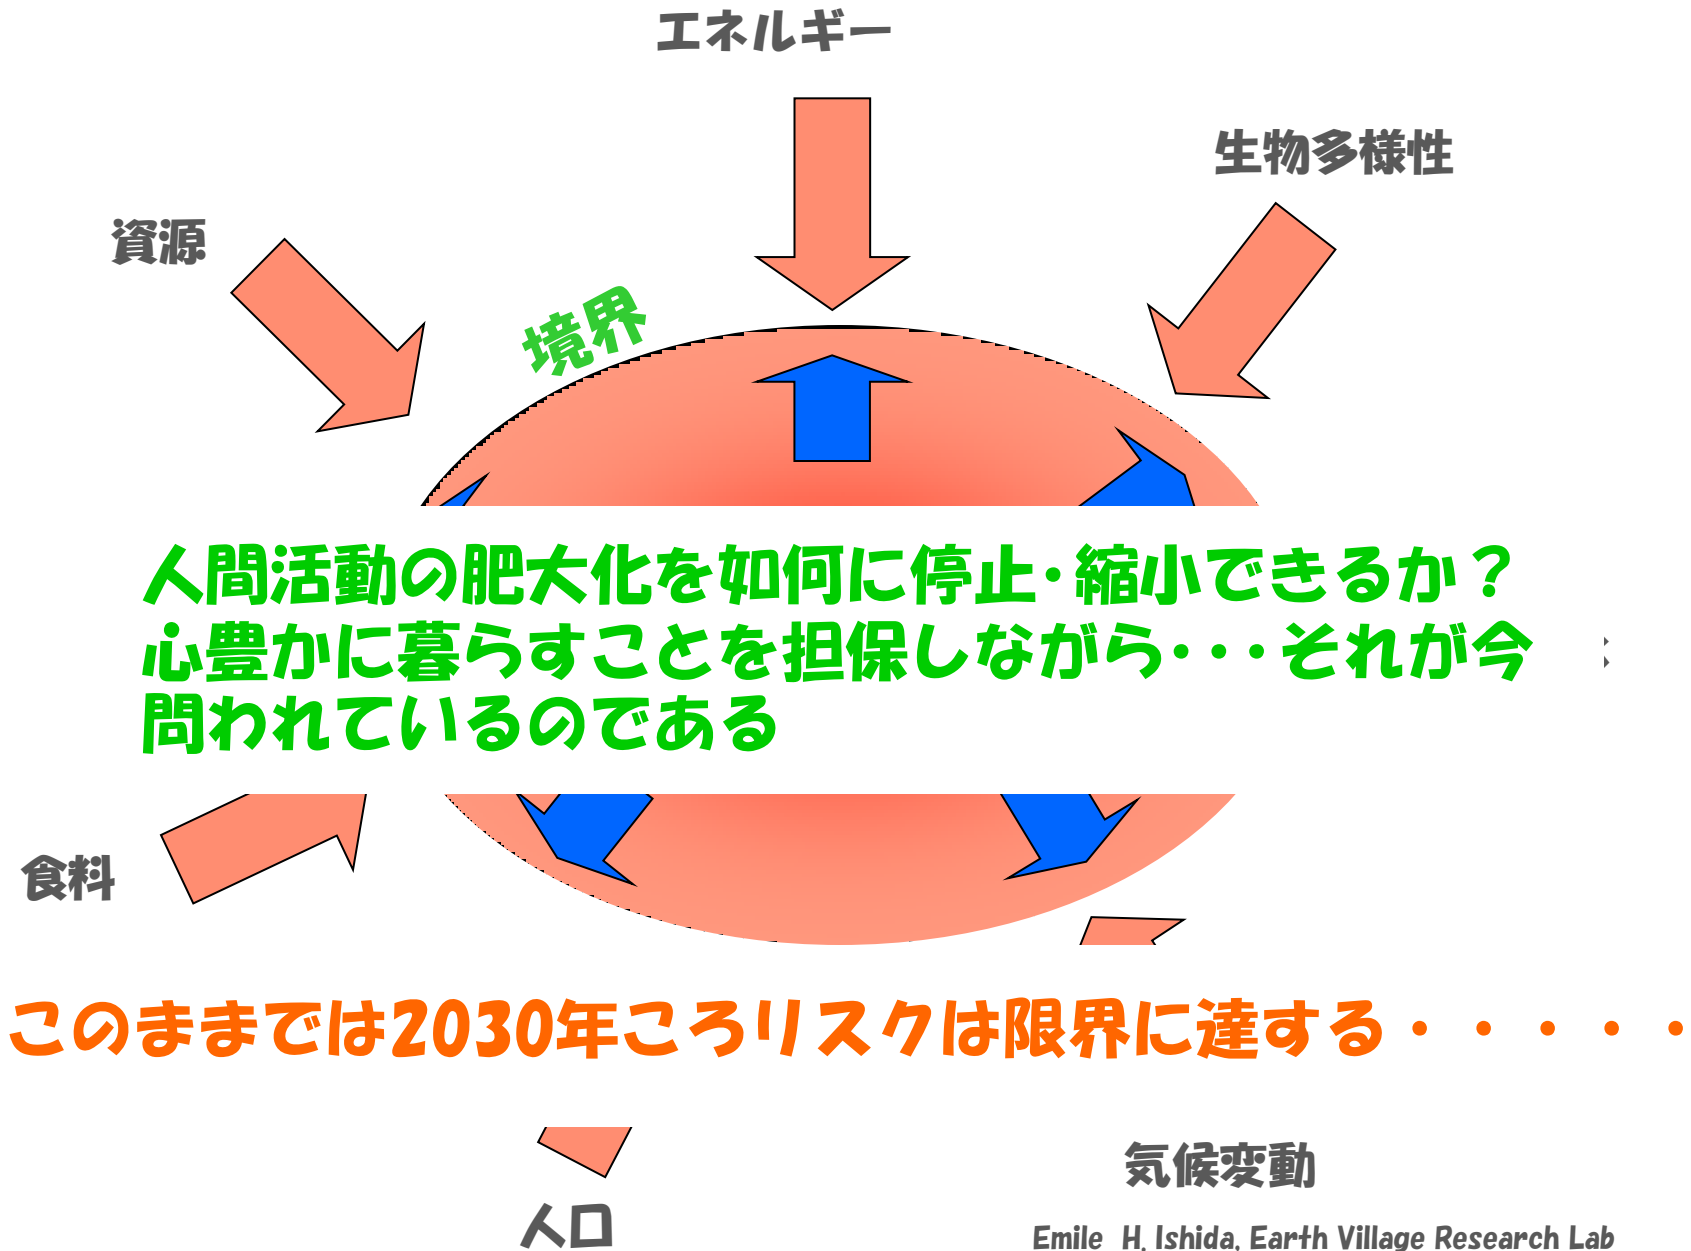 エネルギー
生物多様性
資源
境界
人間活動の肥大化を如何に停止･縮小できるか？
心豊かに暮らすことを担保しながら･･･それが今
問われているのである
食料
このままでは2030年ころリスクは限界に達する・・・・・
気候変動
人口
Emile H. Ishida, Earth Village Research Lab